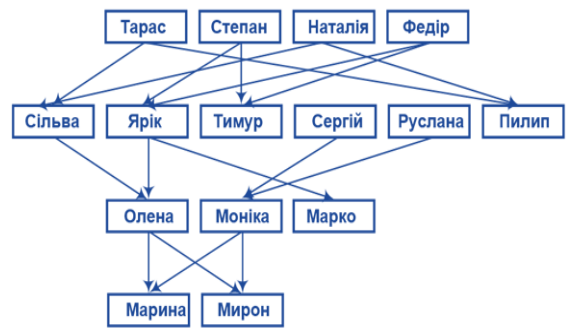 Тарас Степан Наталія Федір
Сільва Ярік Тимур Сергій Руслана Пилип
Олена Моніка Марко
Марина Мирон